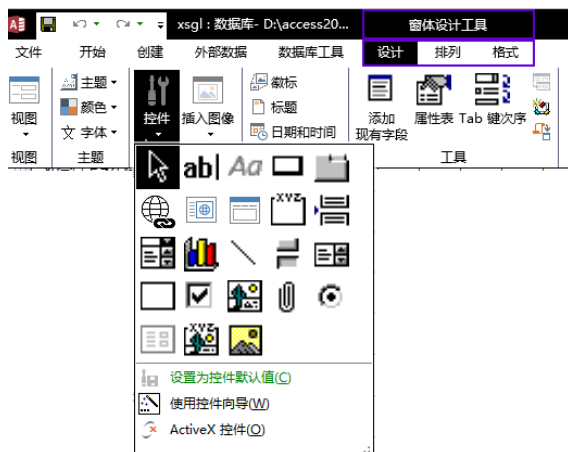 xsgl : 数据库- D:\access20...
窗体设计工具
文件 开始 创建 外部数据 数据库工具 设计 排列 格式
视图
主题
颜色
文 字体
控件
插入图像
徽标
标题
日期和时间
添加
现有字段
属性表
Tab 键次序
视图 主题 工具
ab| Aa
XYZ
XYZ
设置为控件默认值(C)
使用控件向导(W)
ActiveX 控件(O)